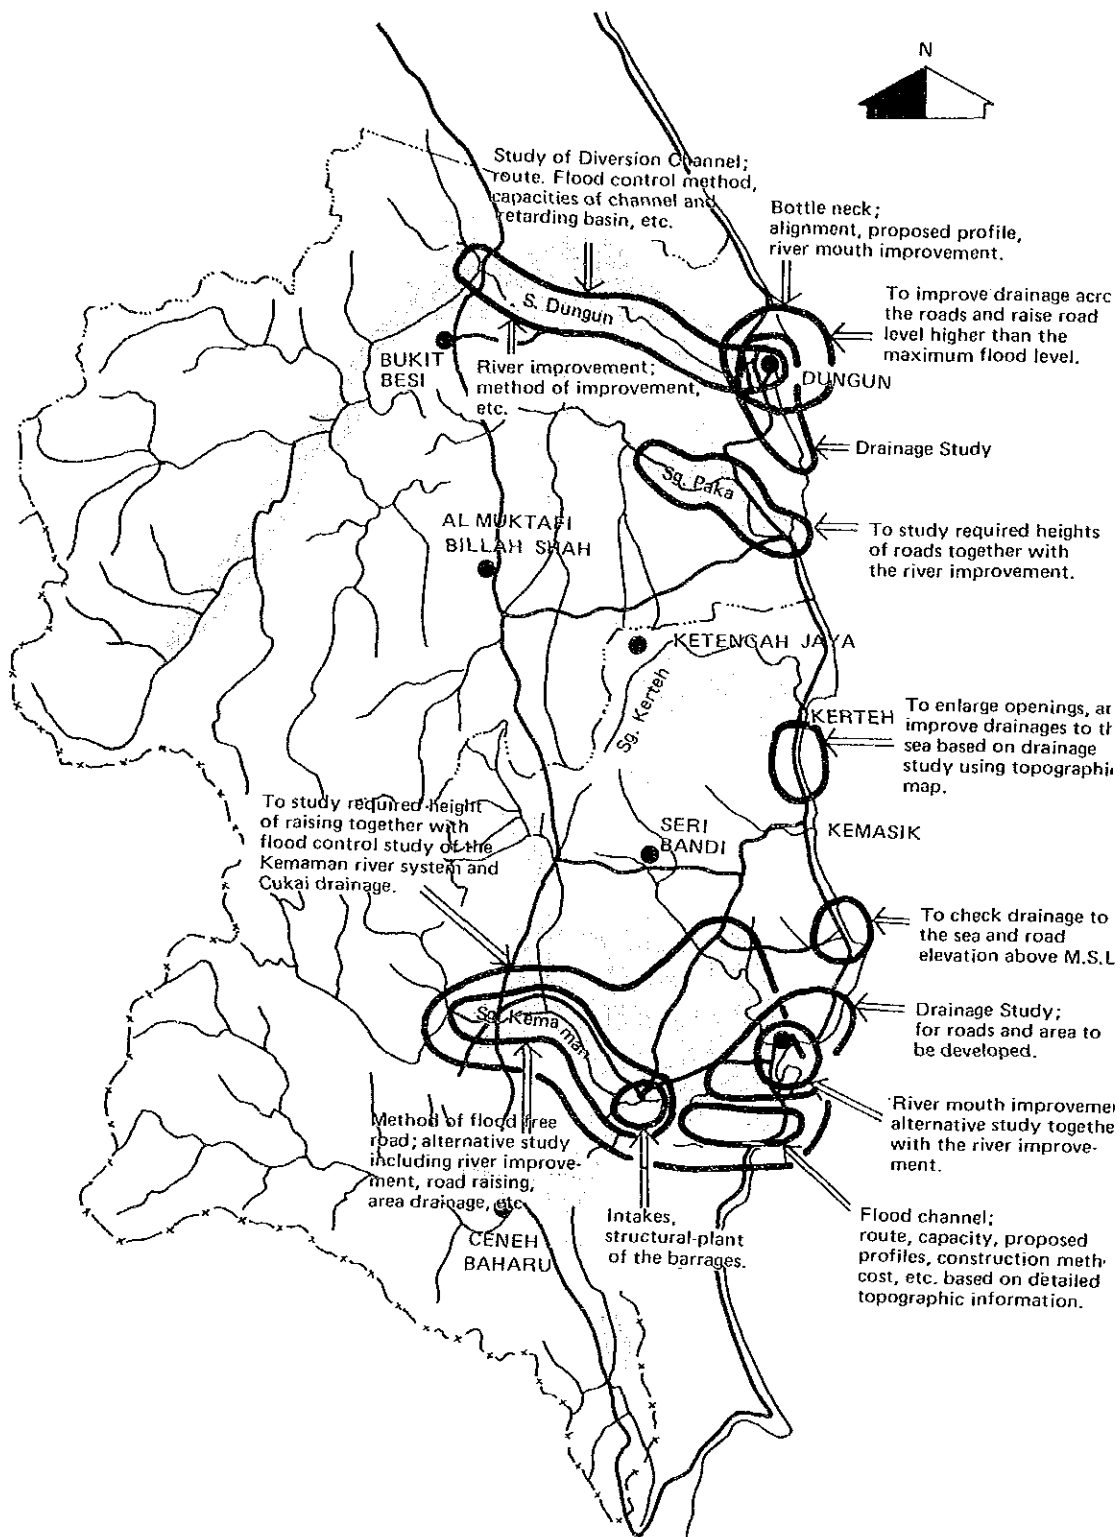 N
Study of Diversion Channel;
route. Flood control method,
capacities of channel and
retarding basin, etc.
Bottle neck;
alignment, proposed profile,
river mouth improvement.
To improve drainage acro
the roads and raise road
level higher than the
maximum flood level.
S. Dungun
BUKIT
BESI
River improvement;
method of improvement,
etc.
DUNGUN
Drainage Study
Sg. Paka
AL MUKTAFI
BILLAH SHAH
To study required heights
of roads together with
the river improvement.
KETENGAH JAYA
Sg. Kerteh
KERTEH
To enlarge openings, an
improve drainages to th
sea based on drainage
study using topographic
map.
To study required height
of raising together with
flood control study of the
Kemaman river system and
Cukai drainage.
SERI
BANDI
KEMASIK
To check drainage to
the sea and road
elevation above M.S.L
Sg. Kemaman
Drainage Study;
for roads and area to
be developed.
River mouth improveme
alternative study togethe
with the river improve-
ment.
Method of flood free
road; alternative study
including river improve-
ment, road raising,
area drainage, etc
Intakes,
structural-plant
of the barrages.
CENEH
BAHARU
Flood channel;
route, capacity, proposed
profiles, construction meth
cost, etc. based on detailed
topographic information.